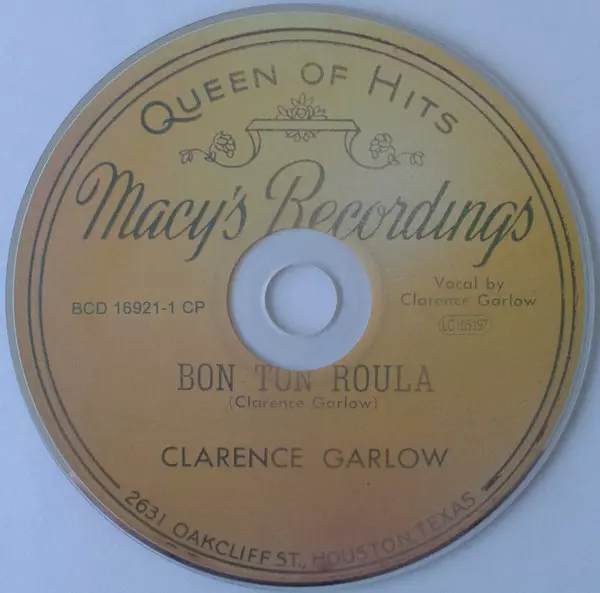 QUEEN OF HITS
Macy's Recordings
BCD 16921-1 CP
Vocal by
Clarence Garlow
LC 05197
BON TON ROULA
(Clarence Garlow)
CLARENCE GARLOW
2631 OAKCLIFF ST., HOUSTON, TEXAS